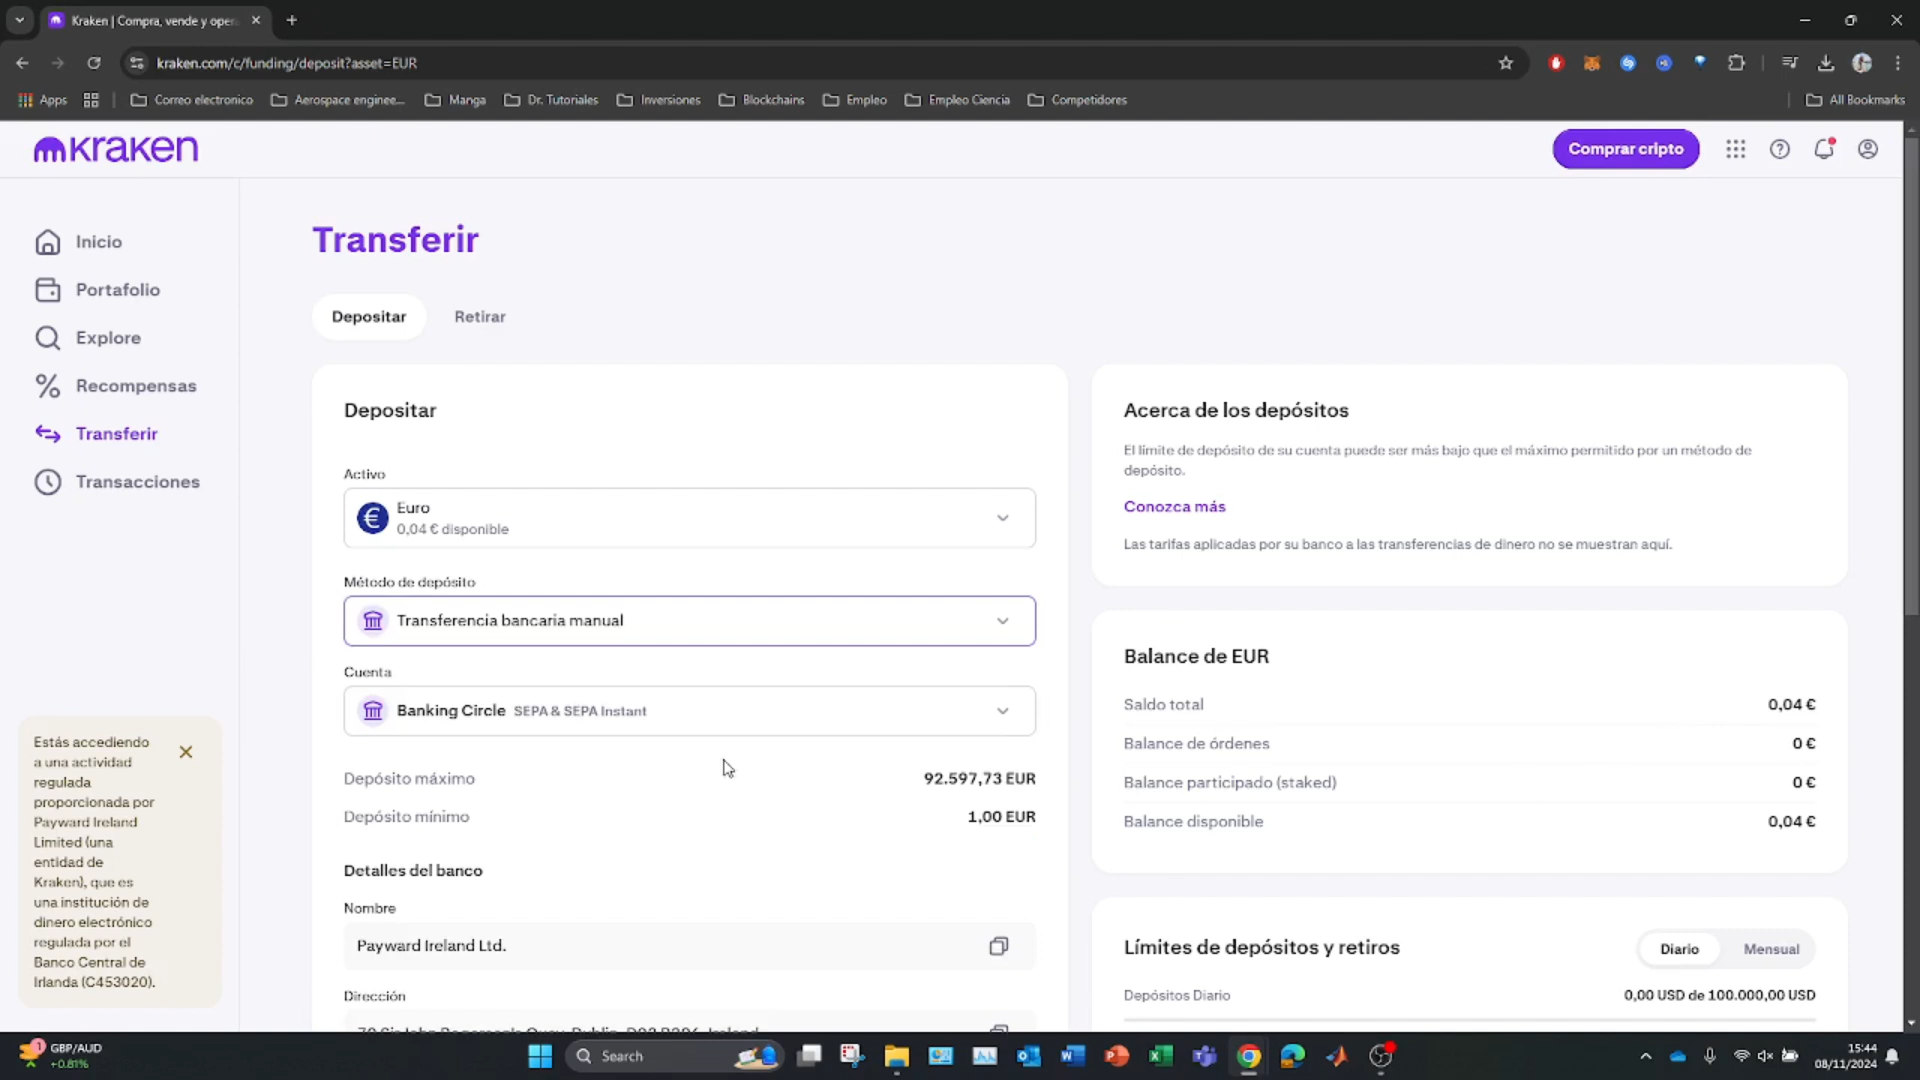 Kraken | Compra, vende y oper
kraken.com/c/funding/deposit?asset=EUR
Apps
Correo electronico
Aerospace enginee...
Manga
Dr. Tutoriales
Inversiones
Blockchains
Empleo
Empleo Ciencia
Competidores
All Bookmarks
kraken
Comprar cripto
Inicio
Portafolio
Explore
Recompensas
Transferir
Transacciones
Estás accediendo
a una actividad
regulada
proporcionada por
Payward Ireland
Limited (una
entidad de
Kraken), que es
una institución de
dinero electrónico
regulada por el
Banco Central de
Irlanda (C453020).
Transferir
Depositar
Retirar
Depositar
Activo
Euro
0,04 € disponible
Método de depósito
Transferencia bancaria manual
Cuenta
Banking Circle SEPA & SEPA Instant
Depósito máximo 92.597,73 EUR
Depósito mínimo 1,00 EUR
Detalles del banco
Nombre
Payward Ireland Ltd.
Dirección
Acerca de los depósitos
El límite de depósito de su cuenta puede ser más bajo que el máximo permitido por un método de
depósito.
Conozca más
Las tarifas aplicadas por su banco a las transferencias de dinero no se muestran aquí.
Balance de EUR
Saldo total 0,04 €
Balance de órdenes 0 €
Balance participado (staked) 0 €
Balance disponible 0,04 €
Límites de depósitos y retiros
Diario
Mensual
Depósitos Diario 0,00 USD de 100.000,00 USD
1
GBP/AUD
+0.81%
Search
15:44
08/11/2024